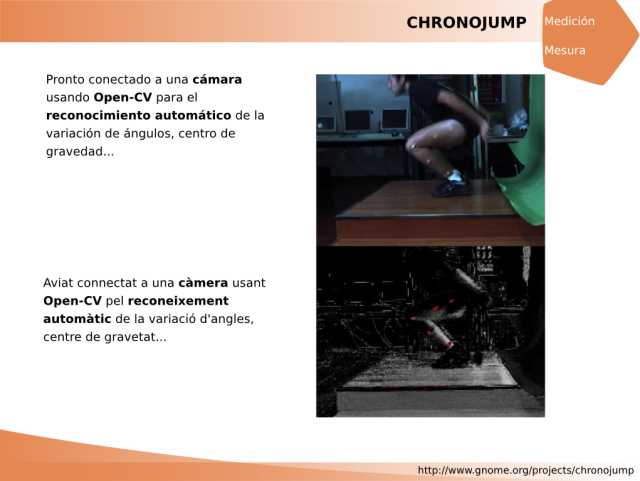 CHRONOJUMP
Medición
Mesura
Pronto conectado a una cámara
usando Open-CV para el
reconocimiento automático de la
variación de ángulos, centro de
gravedad...
Aviat connectat a una càmera usant
Open-CV pel reconeixement
automàtic de la variació d'angles,
centre de gravetat...
http://www.gnome.org/projects/chronojump